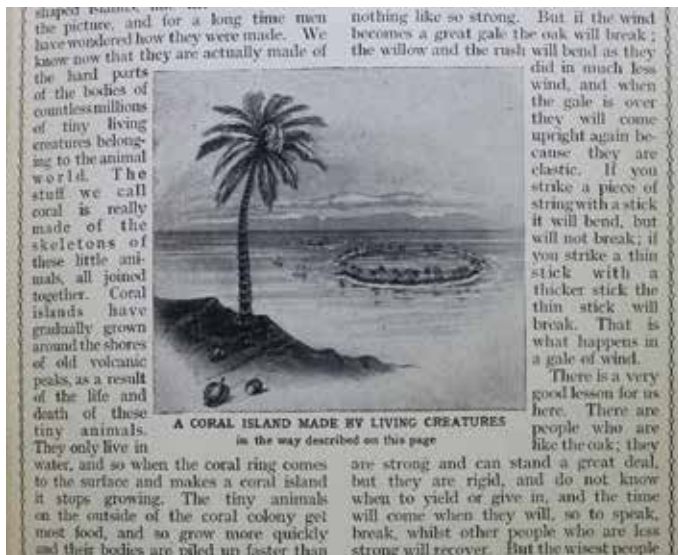 shaped islands,
the picture, and for a long time men
have wondered how they were made. We
know now that they are actually made of
the hard parts
of the bodies of
countless millions
of tiny living
creatures belong-
ing to the animal
world. The
stuff we call
coral is really
made of the
skeletons of
these little ani-
mals, all joined
together. Coral
islands have
gradually grown
around the shores
of old volcanic
peaks, as a result
of the life and
death of these
tiny animals.
They only live in
water, and so when the coral ring comes
to the surface and makes a coral island
it stops growing. The tiny animals
on the outside of the coral colony get
most food, and so grow more quickly
and their bodies are piled up faster than
A CORAL ISLAND MADE BY LIVING CREATURES
in the way described on this page
nothing like so strong. But if the wind
becomes a great gale the oak will break ;
the willow and the rush will bend as they
did in much less
wind, and when
the gale is over
they will come
upright again be-
cause they are
elastic. If you
strike a piece of
string with a stick
it will bend, but
will not break; if
you strike a thin
stick with a
thicker stick the
thin stick will
break. That is
what happens in
a gale of wind.
There is a very
good lesson for us
here. There are
people who are
like the oak; they
are strong and can stand a great deal,
but they are rigid, and do not know
when to yield or give in, and the time
will come when they will, so to speak,
break, whilst other people who are less
strong will recover. But the wisest people